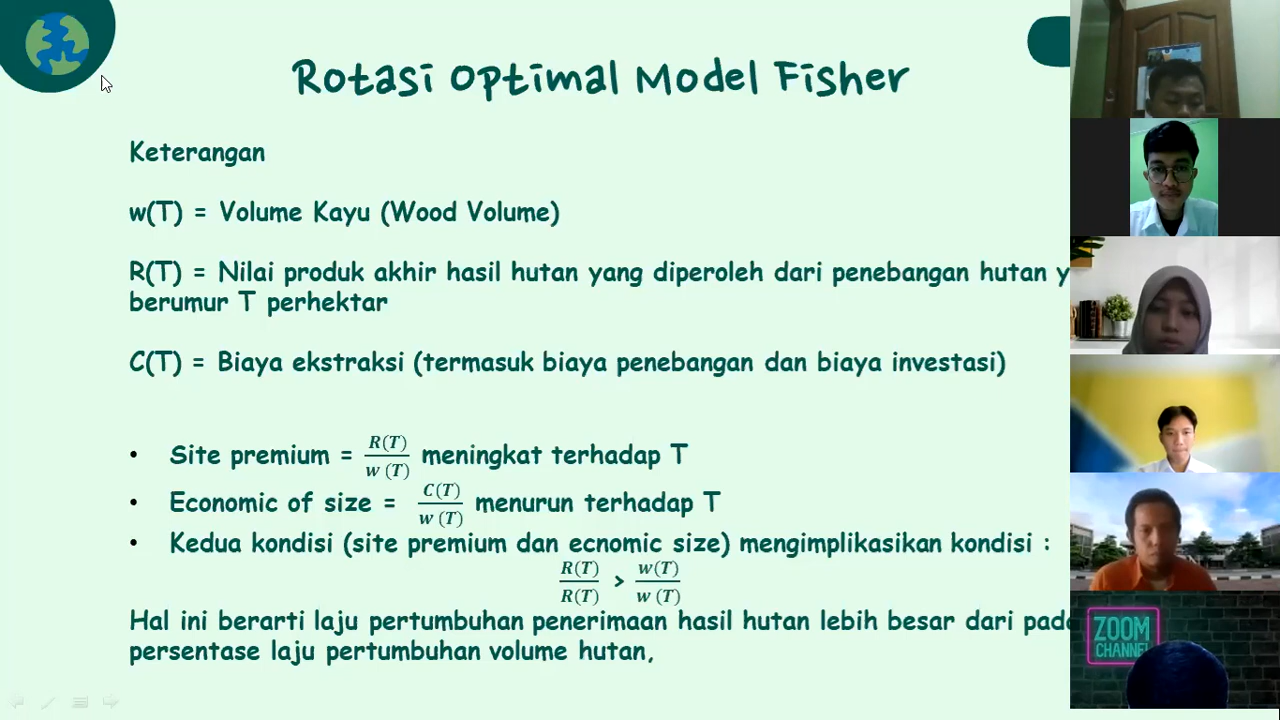 Rotasi Optimal Model Fisher
Keterangan
w(T) = Volume Kayu (Wood Volume)
R(T) = Nilai produk akhir hasil hutan yang diperoleh dari penebangan hutan y
berumur T perhektar
C(T) = Biaya ekstraksi (termasuk biaya penebangan dan biaya investasi)
• Site premium = R(T)/w (T) meningkat terhadap T
• Economic of size = C(T)/w (T) menurun terhadap T
• Kedua kondisi (site premium dan ecnomic size) mengimplikasikan kondisi :
R(T)/R(T) > w(T)/w (T)
Hal ini berarti laju pertumbuhan penerimaan hasil hutan lebih besar dari pada
persentase laju pertumbuhan volume hutan,
ZOOM
CHANNEL